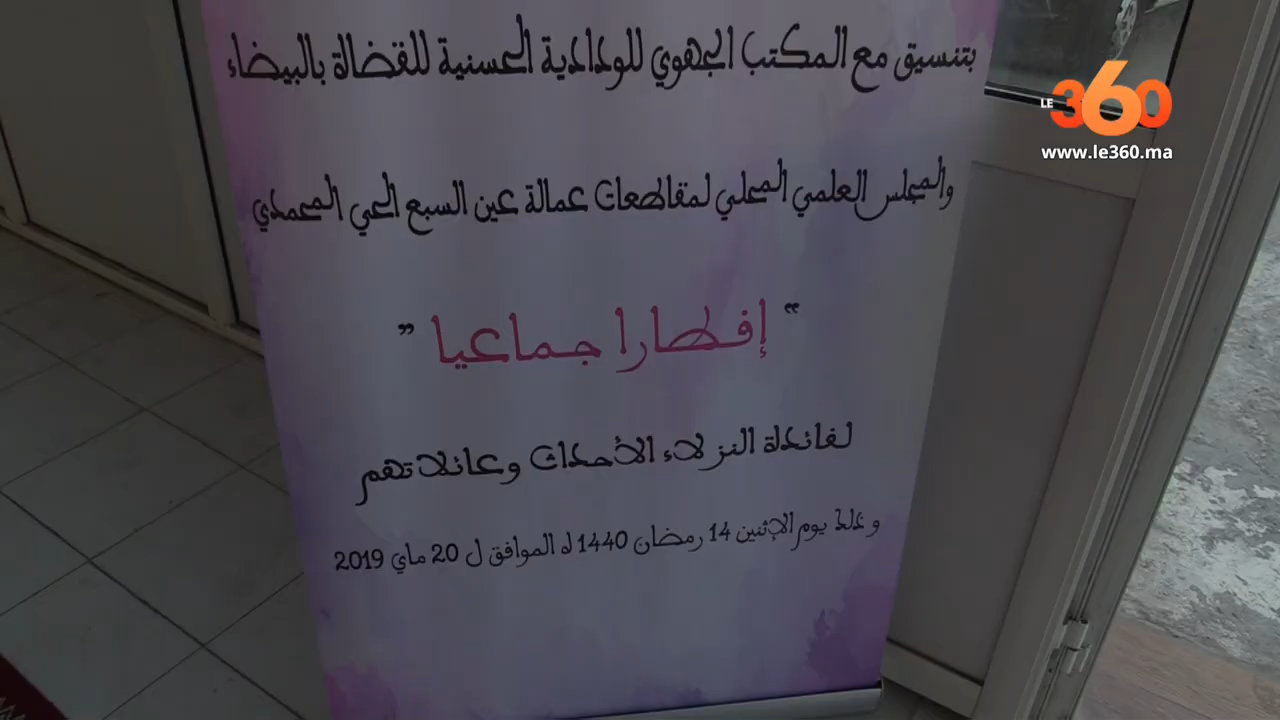 بتنسيق مع المكتب الجهوي للودادية الحسنية للقضاة بالبيضاء
والمجلس العلمي المحلي لمقاطعات عمالة عين السبع الحي المحمدي
“ إفطارا جماعيا ”
لفائدة النزلاء الأحداث وعائلاتهم
و ذلك يوم الإثنين 14 رمضان 1440 ه الموافق ل 20 ماي 2019
LE 360
www.le360.ma